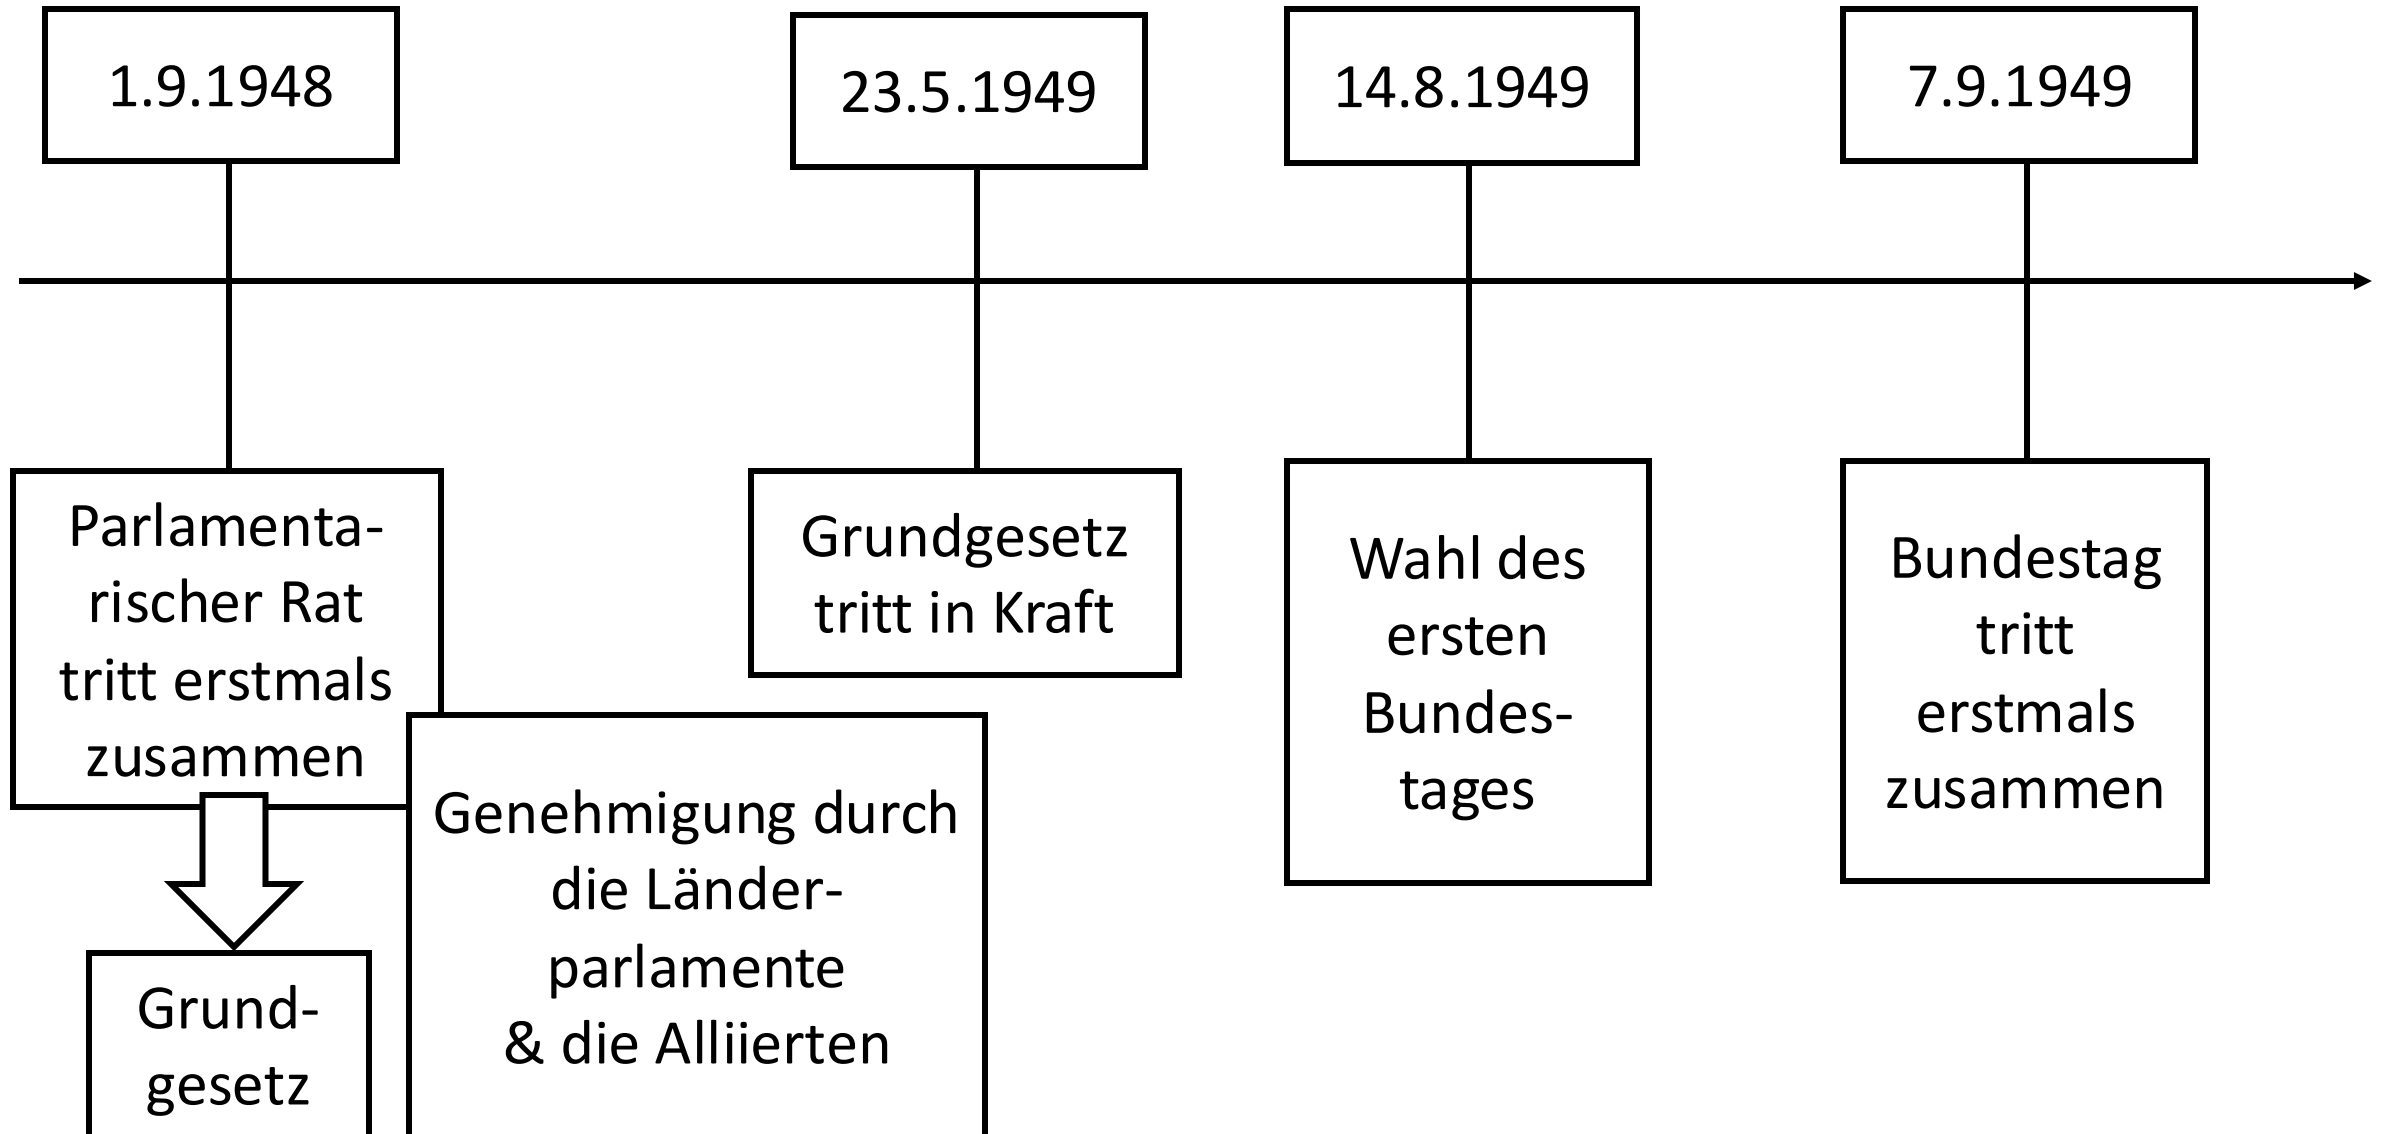 1.9.1948
23.5.1949
14.8.1949
7.9.1949
Parlamenta-
rischer Rat
tritt erstmals
zusammen
Grund-
gesetz
Genehmigung durch
die Länder-
parlamente
& die Alliierten
Grundgesetz
tritt in Kraft
Wahl des
ersten
Bundes-
tages
Bundestag
tritt
erstmals
zusammen